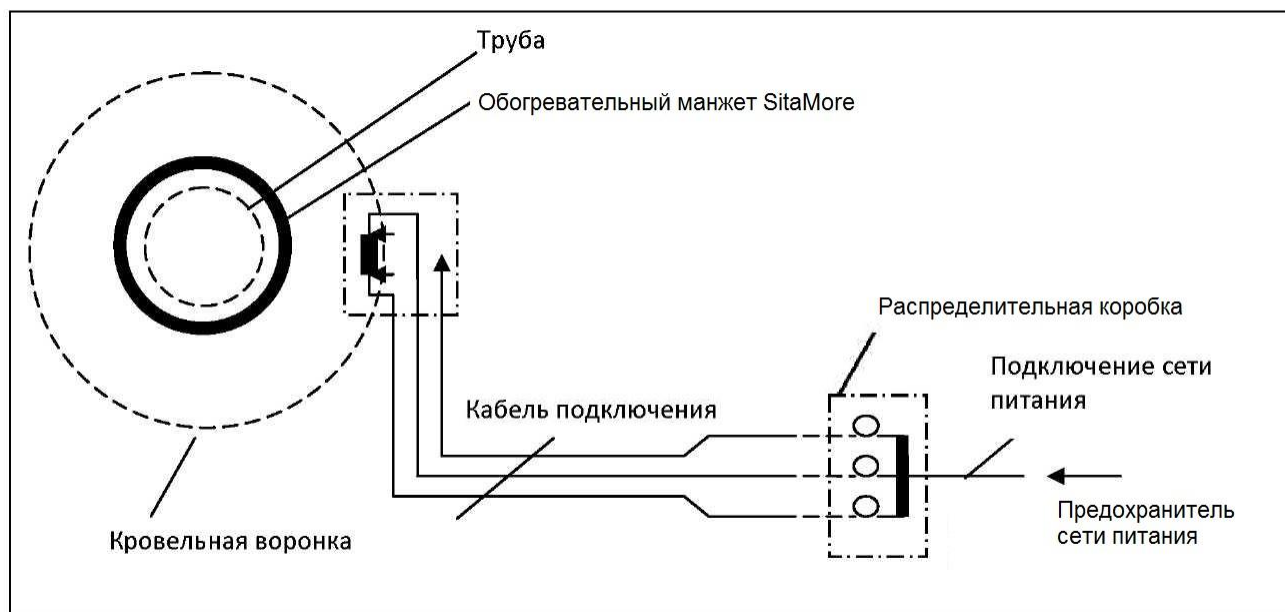 Труба
Обогревательный манжет SitaMore
Распределительная коробка
Подключение сети
питания
Кабель подключения
Предохранитель
сети питания
Кровельная воронка